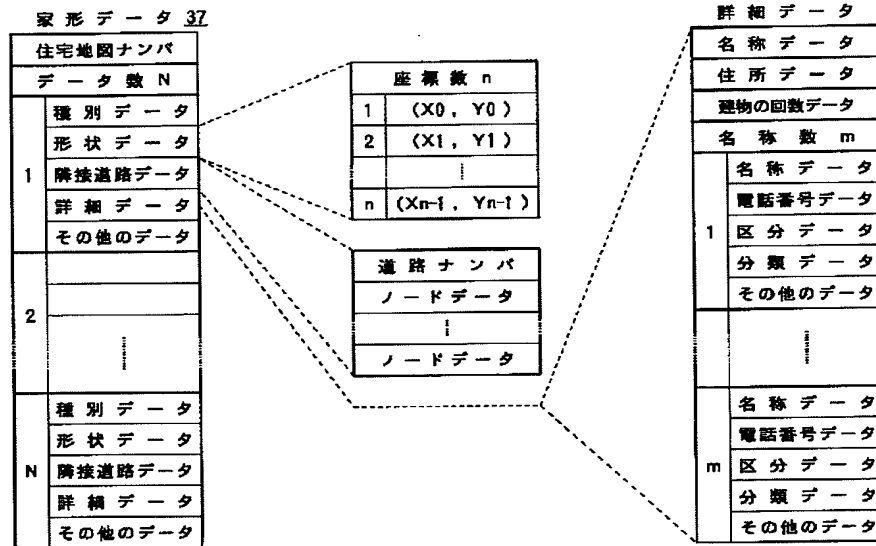 家形データ 37
住宅地図ナンバ
データ数N
1
種別データ
形状データ
隣接道路データ
詳細データ
その他のデータ
2
N
種別データ
形状データ
隣接道路データ
詳細データ
その他のデータ
座標数n
1 (X0, Y0)
2 (X1, Y1)
n (Xn-1, Yn-1)
道路ナンバ
ノードデータ
ノードデータ
詳細データ
名称データ
住所データ
建物の回数データ
名称数m
1
名称データ
電話番号データ
区分データ
分類データ
その他のデータ
m
名称データ
電話番号データ
区分データ
分類データ
その他のデータ